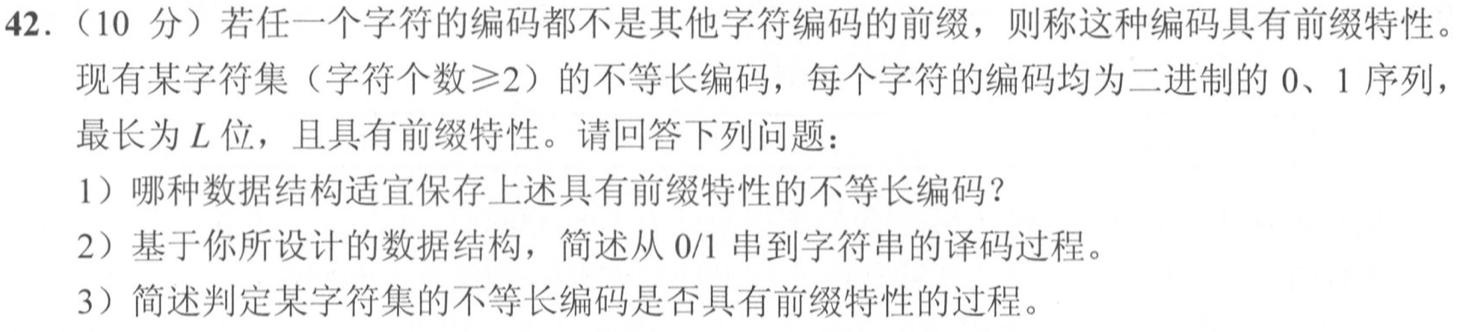 42.（10 分）若任一个字符的编码都不是其他字符编码的前缀，则称这种编码具有前缀特性。
现有某字符集（字符个数≥2）的不等长编码，每个字符的编码均为二进制的 0、1 序列，
最长为 L 位，且具有前缀特性。请回答下列问题：
1）哪种数据结构适宜保存上述具有前缀特性的不等长编码？
2）基于你所设计的数据结构，简述从 0/1 串到字符串的译码过程。
3）简述判定某字符集的不等长编码是否具有前缀特性的过程。